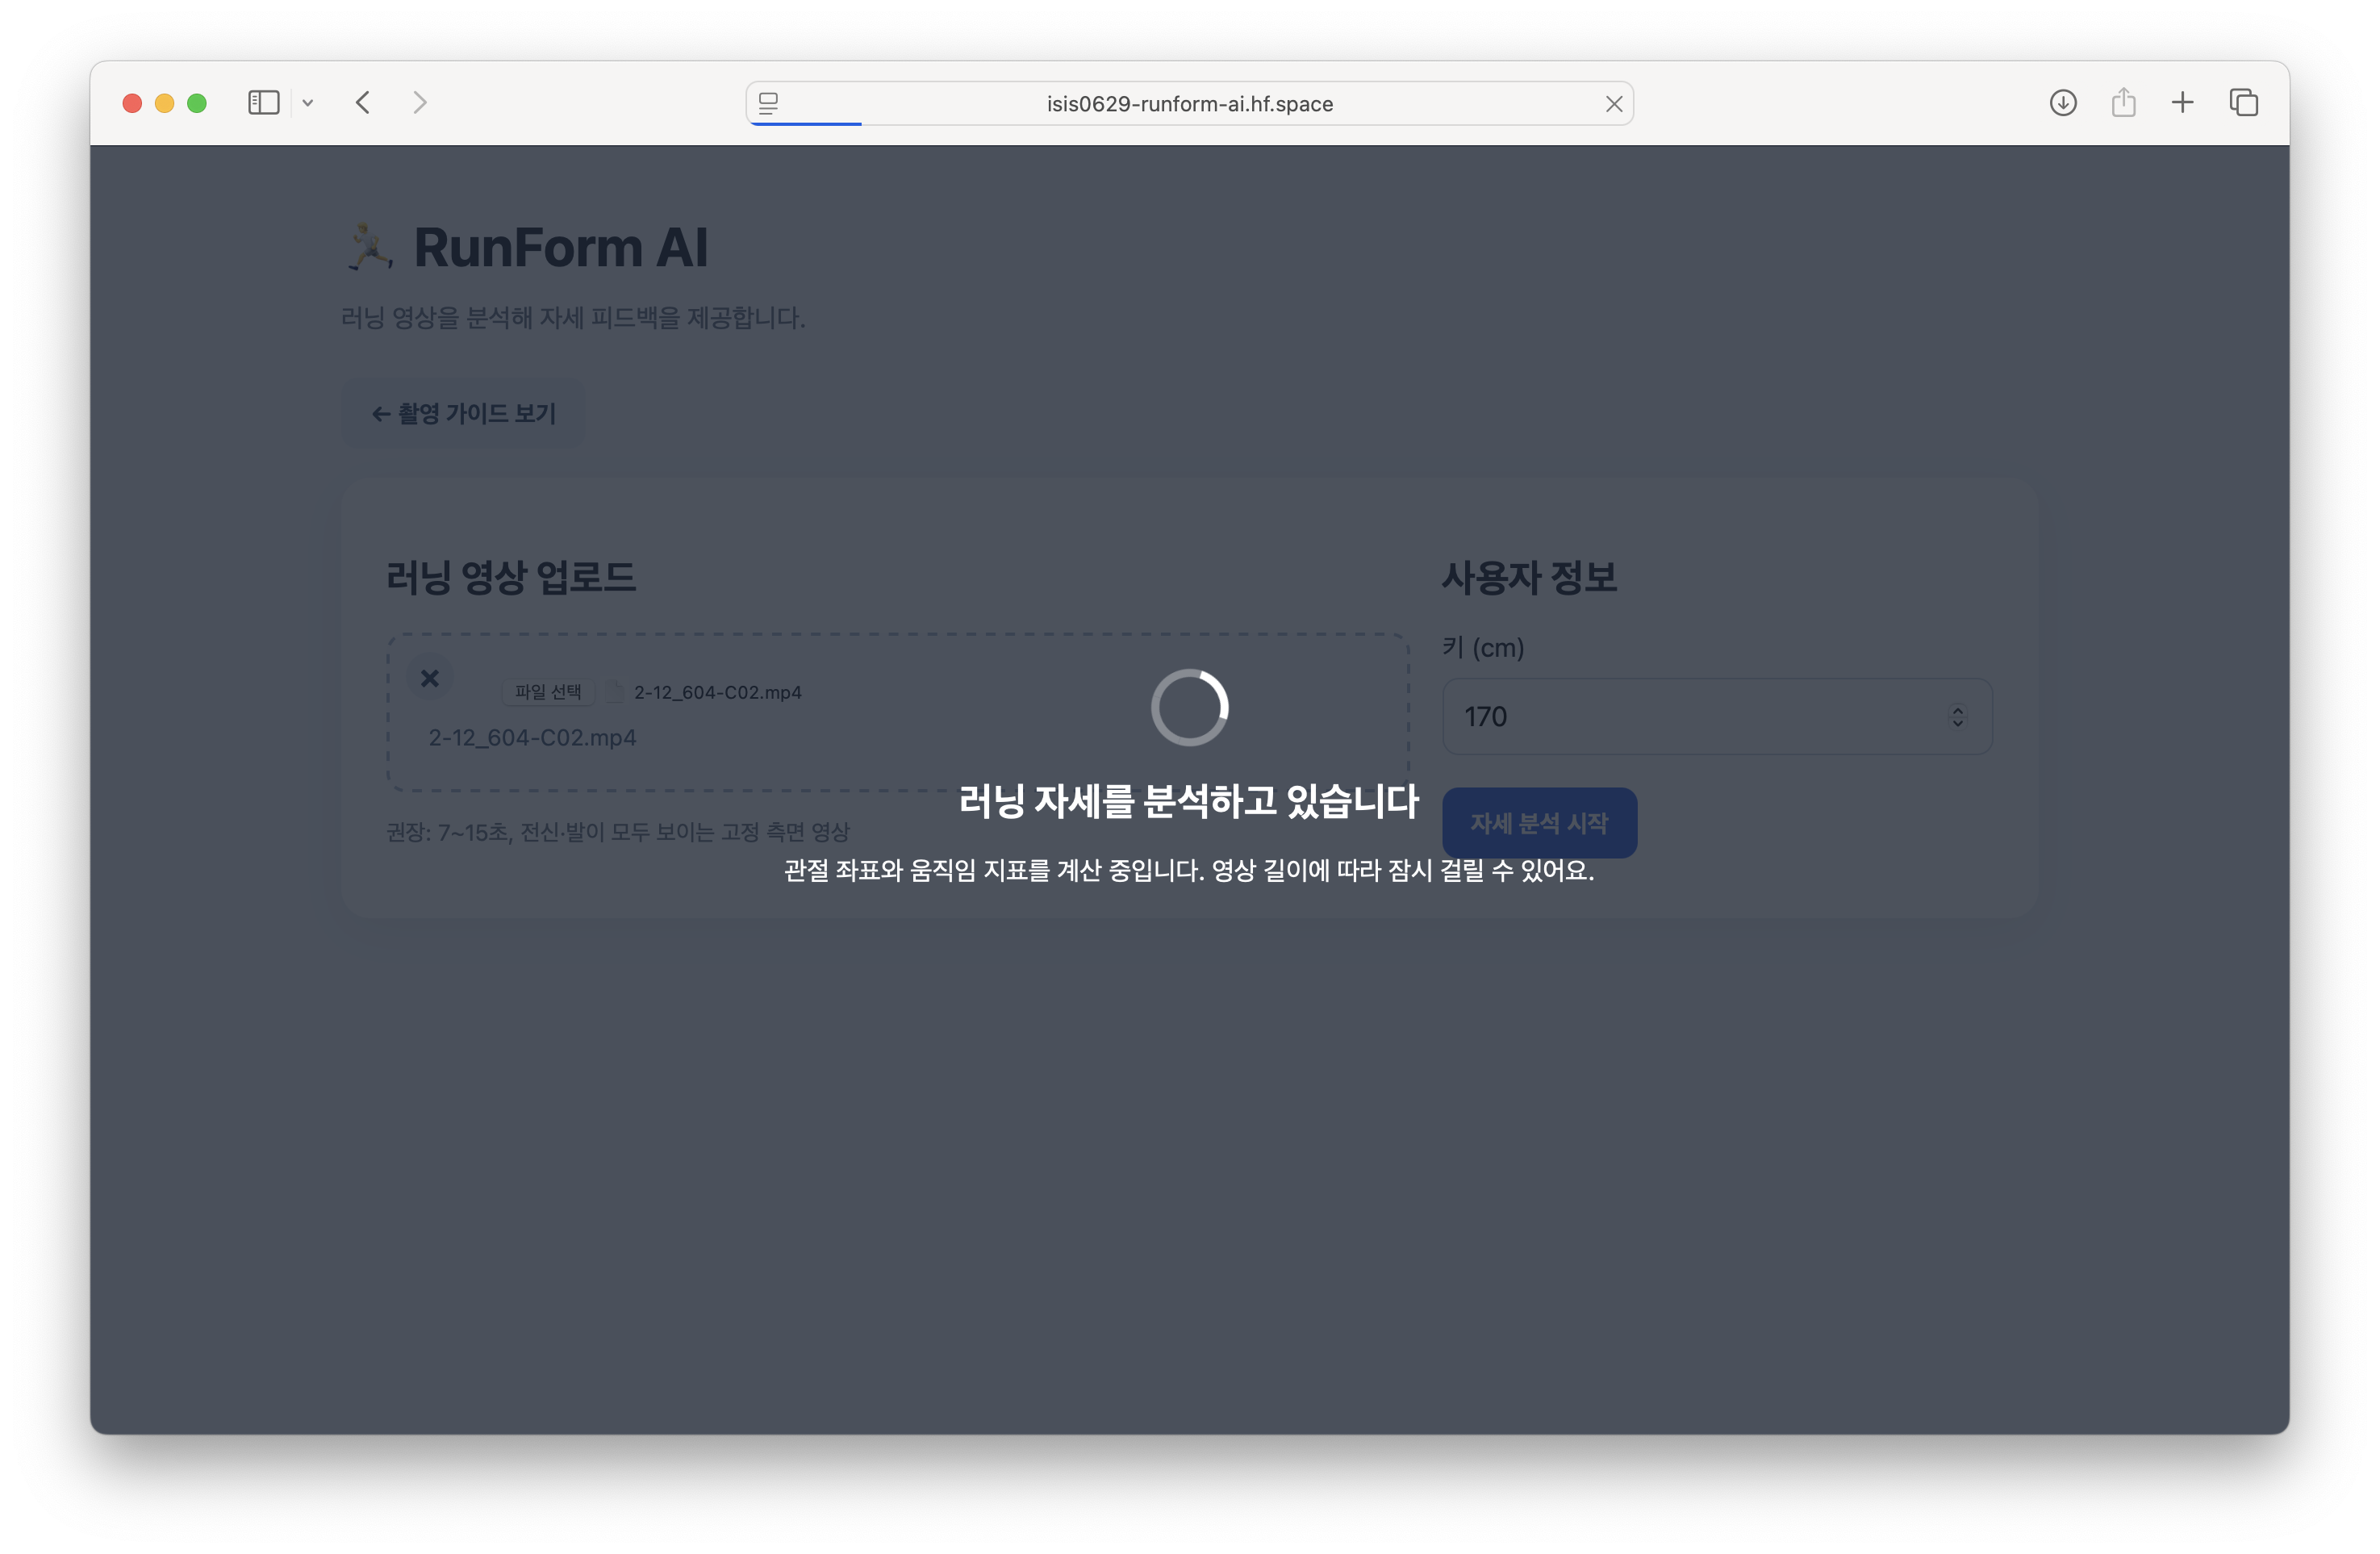 isis0629-runform-ai.hf.space
RunForm AI
러닝 영상을 분석해 자세 피드백을 제공합니다.
← 촬영 가이드 보기
러닝 영상 업로드
파일 선택 2-12_604-C02.mp4
2-12_604-C02.mp4
권장: 7~15초, 전신·발이 모두 보이는 고정 측면 영상
사용자 정보
키 (cm)
170
자세 분석 시작
러닝 자세를 분석하고 있습니다
관절 좌표와 움직임 지표를 계산 중입니다. 영상 길이에 따라 잠시 걸릴 수 있어요.